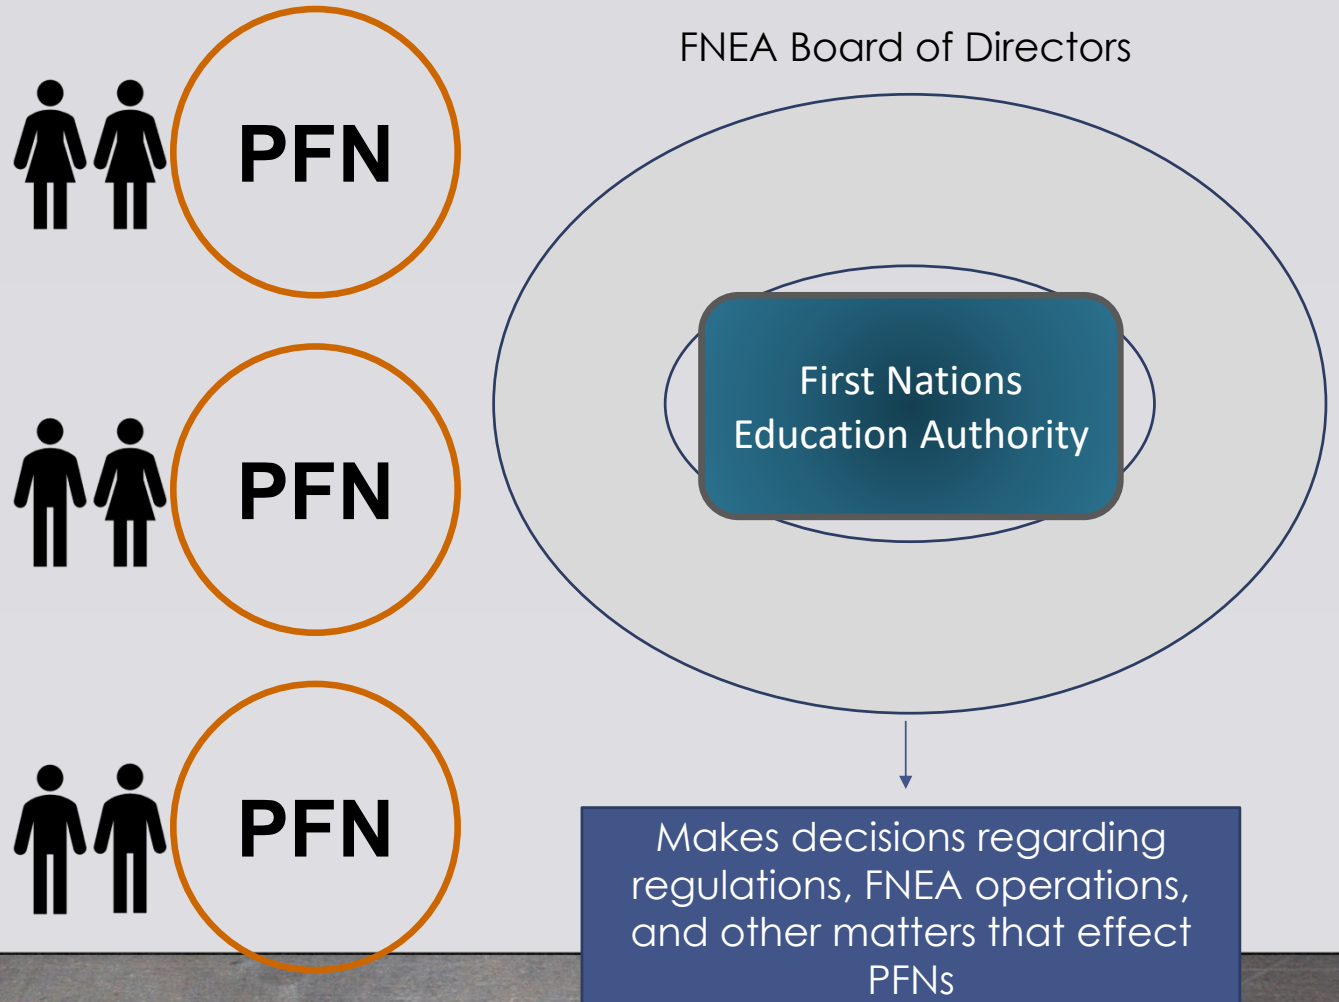 FNEA Board of Directors
PFN
PFN
PFN
First Nations
Education Authority
Makes decisions regarding
regulations, FNEA operations,
and other matters that effect
PFNs